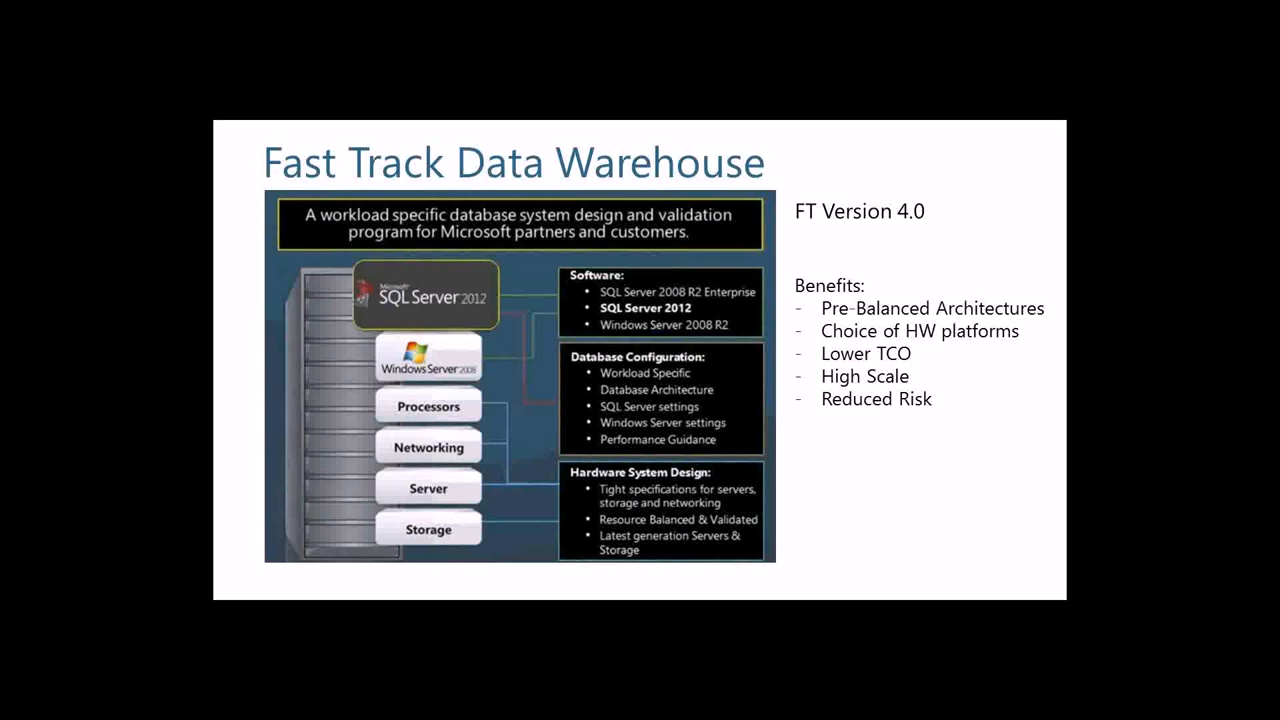 Fast Track Data Warehouse
A workload specific database system design and validation
program for Microsoft partners and customers.
Microsoft
SQL Server 2012
Windows Server 2008
Processors
Networking
Server
Storage
Software:
• SQL Server 2008 R2 Enterprise
• SQL Server 2012
• Windows Server 2008 R2
Database Configuration:
• Workload Specific
• Database Architecture
• SQL Server settings
• Windows Server settings
• Performance Guidance
Hardware System Design:
• Tight specifications for servers,
storage and networking
• Resource Balanced & Validated
• Latest generation Servers &
Storage
FT Version 4.0
Benefits:
- Pre-Balanced Architectures
- Choice of HW platforms
- Lower TCO
- High Scale
- Reduced Risk